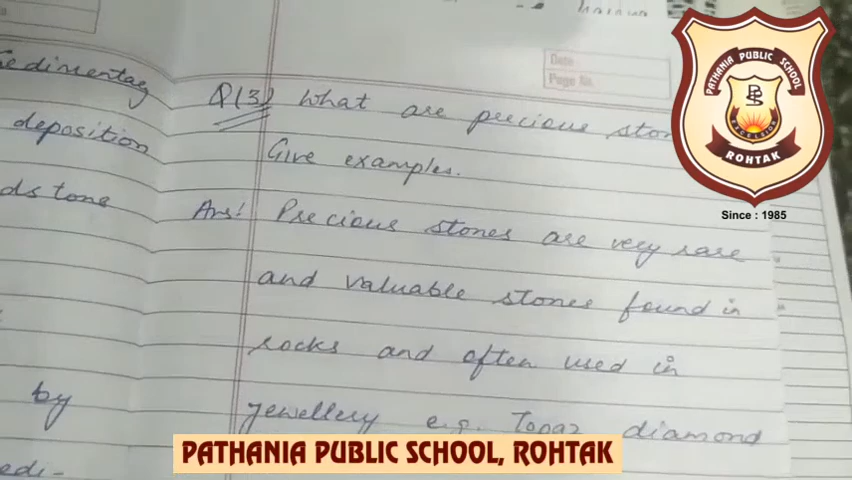 Sedimentary
deposition
dstone
by
edi-
Date
Page No.
Q(3) What are precious ston
Give examples.
Ans: Precious stones are very rare
and valuable stones found in
rocks and often used in
jewellery e.g. Topaz diamond
PATHANIA PUBLIC SCHOOL
PS
EXCELSIOR
ROHTAK
Since : 1985
PATHANIA PUBLIC SCHOOL, ROHTAK